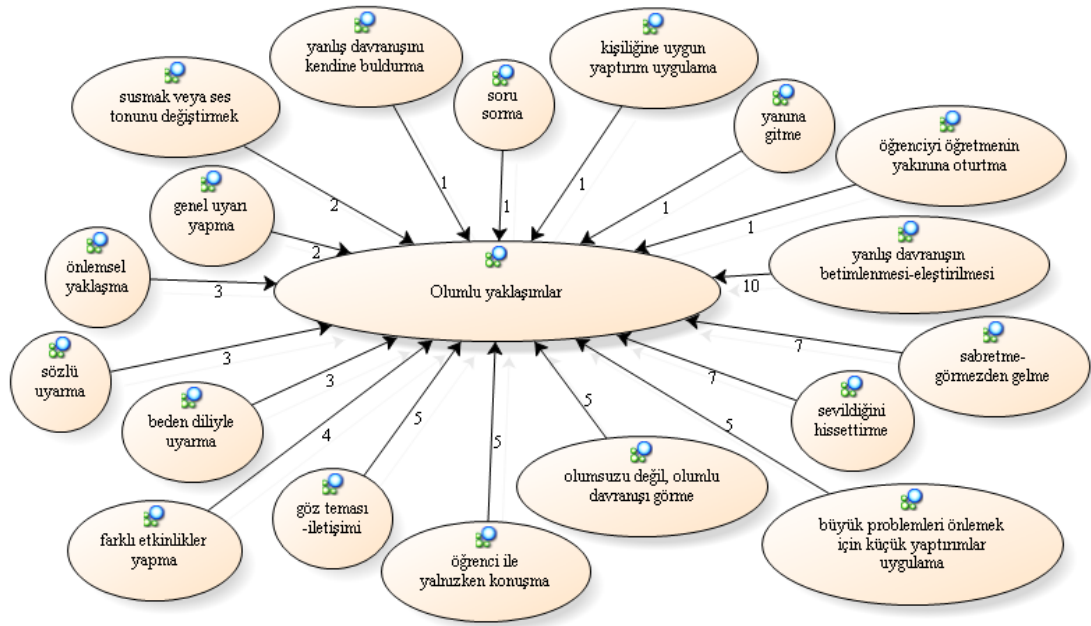 yanlış davranışını
kendine buldurma
kişiliğine uygun
yaptırım uygulama
susmak veya ses
tonunu değiştirmek
soru
sorma
yanına
gitme
öğrenciyi öğretmenin
yakınına oturtma
genel uyarı
yapma
önlemsel
yaklaşma
yanlış davranışın
betimlenmesi-eleştirilmesi
Olumlu yaklaşımlar
sözlü
uyarma
beden diliyle
uyarma
sabretme-
görmezden gelme
sevildiğini
hissettirme
farklı etkinlikler
yapma
göz teması
-iletişimi
öğrenci ile
yalnızken konuşma
olumsuzu değil, olumlu
davranışı görme
büyük problemleri önlemek
için küçük yaptırımlar
uygulama
1
1
1
1
1
2
2
3
10
3
3
4
5
5
5
5
7
7